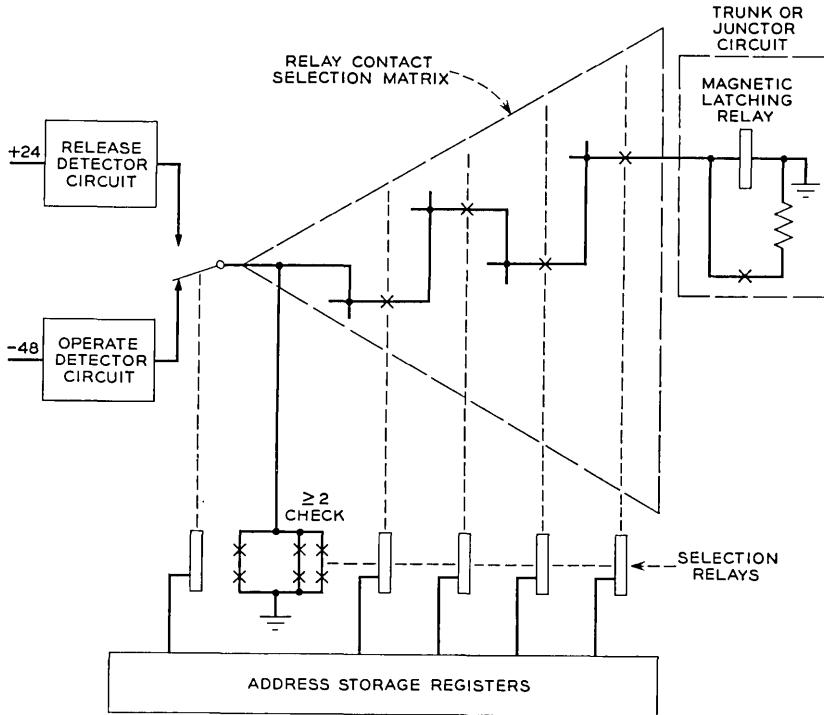 TRUNK OR
JUNCTOR
CIRCUIT
RELAY CONTACT
SELECTION MATRIX
MAGNETIC
LATCHING
RELAY
+24
RELEASE
DETECTOR
CIRCUIT
-48
OPERATE
DETECTOR
CIRCUIT
≥2
CHECK
SELECTION
RELAYS
ADDRESS STORAGE REGISTERS